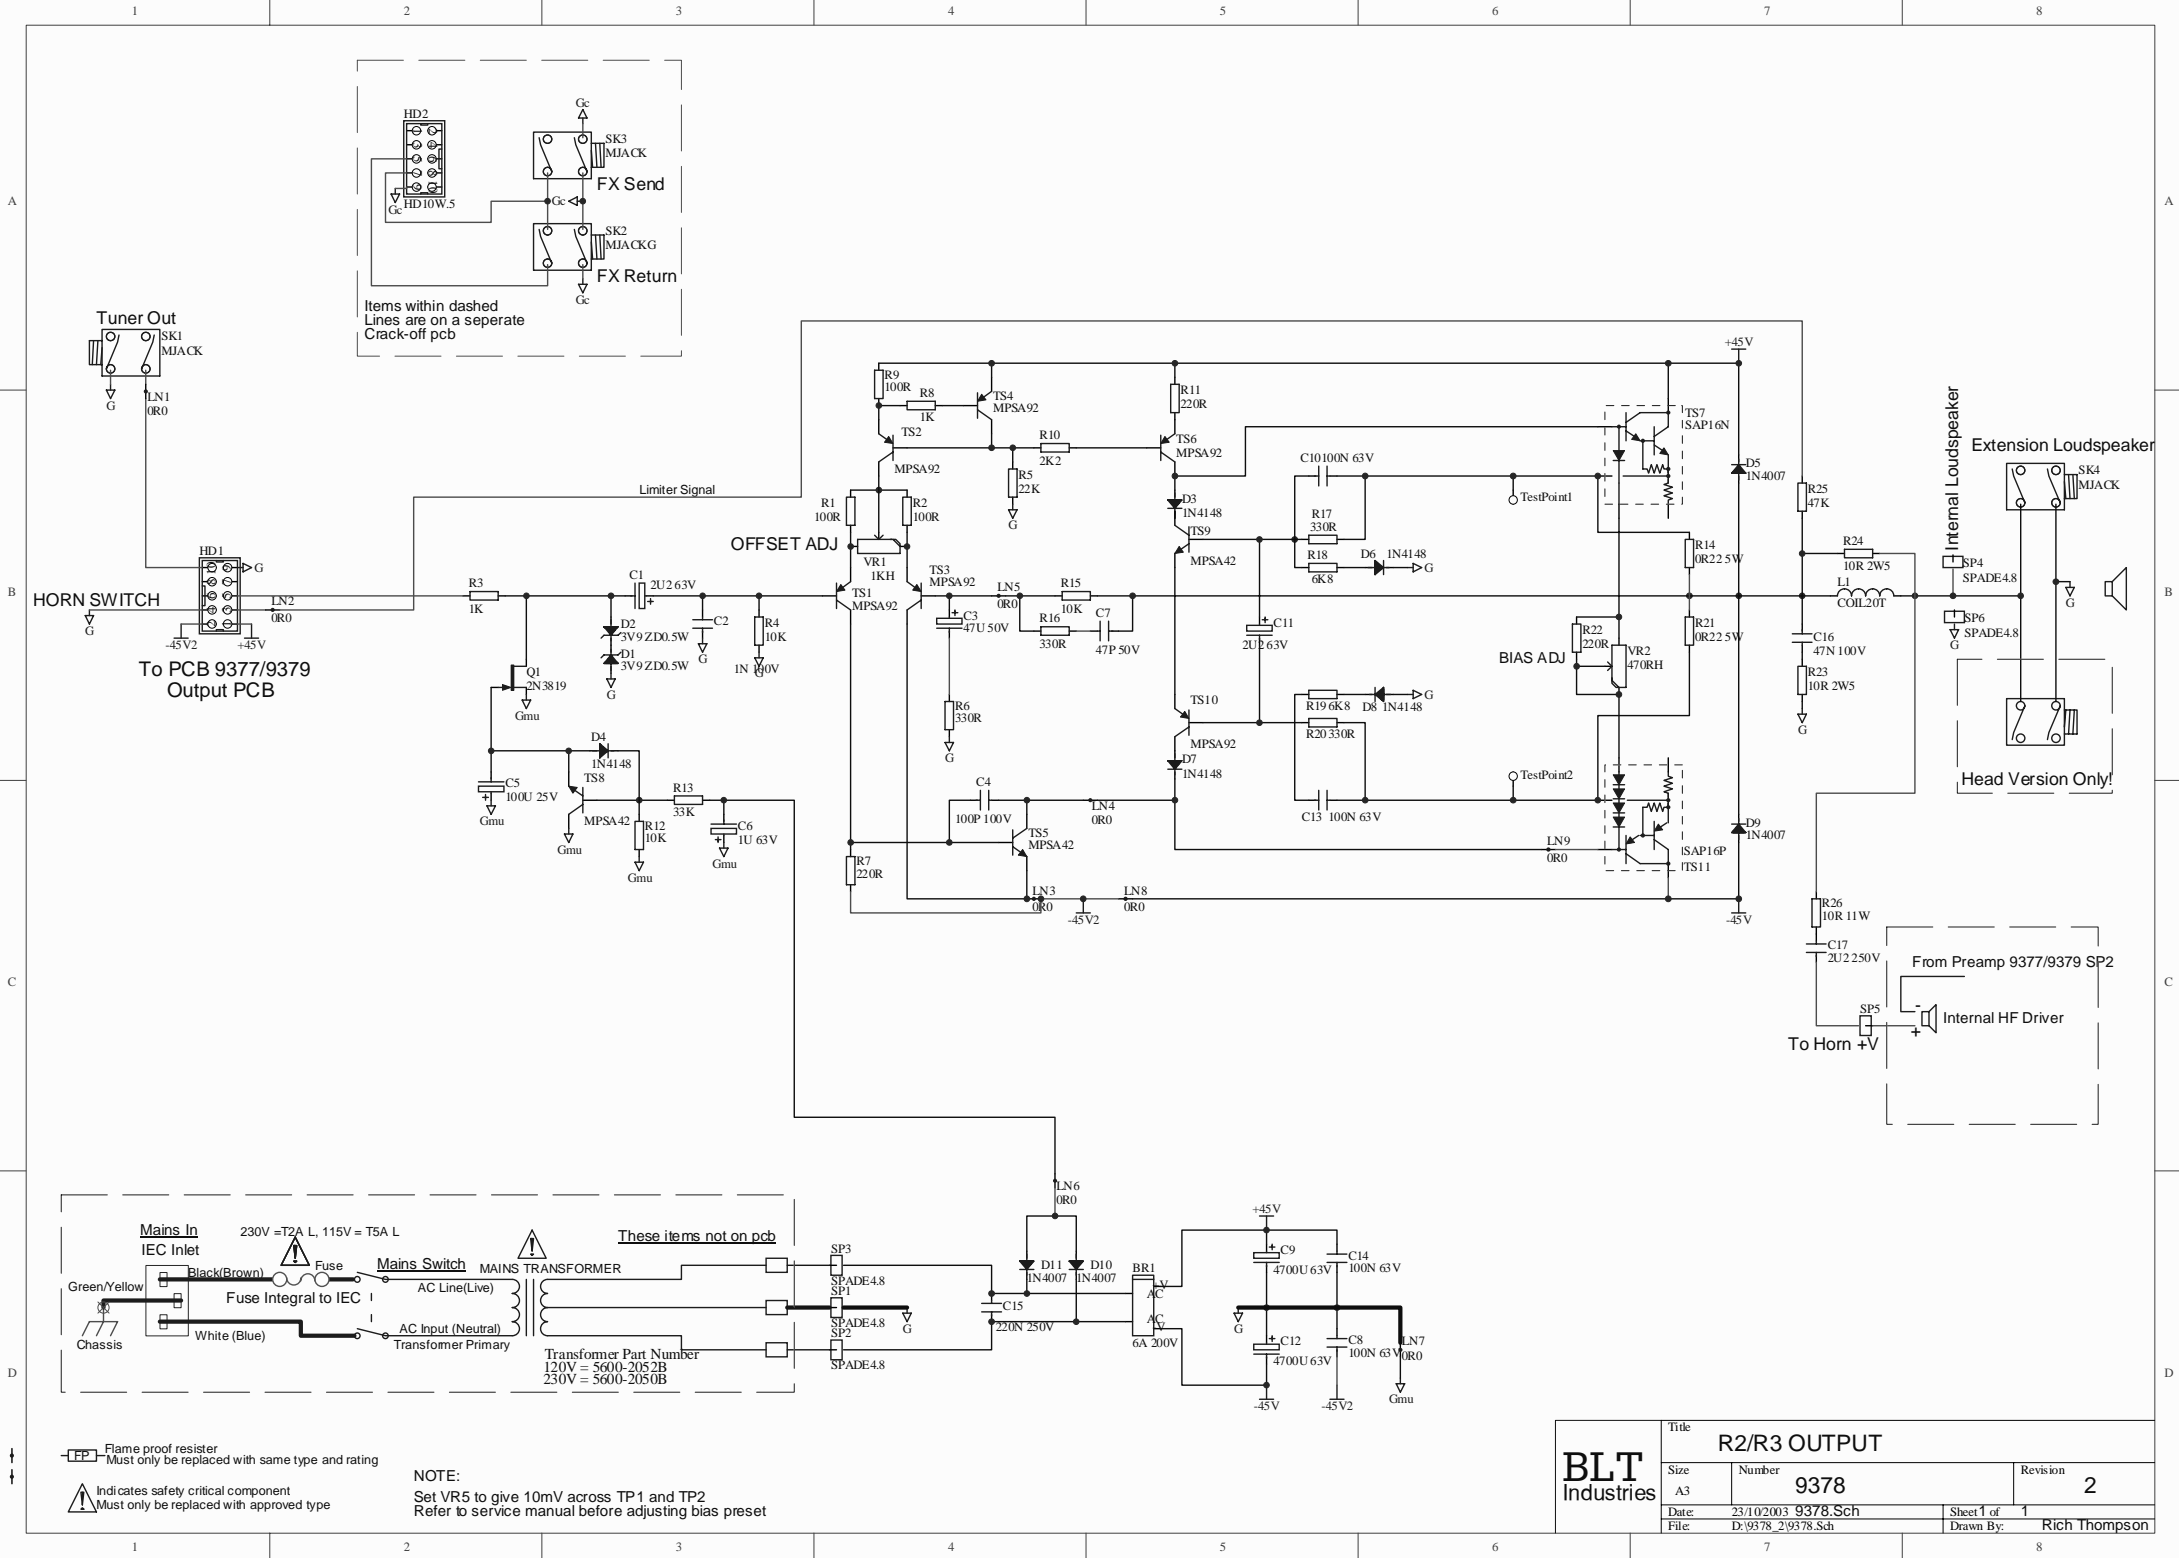 1 2 3 4 5 6 7 8
A A
B B
C C
D D
HD2
HD10W.5
Gc
Gc
SK3
MJACK
FX Send
Gc
SK2
MJACKG
FX Return
Gc
Items within dashed
Lines are on a seperate
Crack-off pcb
Tuner Out
SK1
MJACK
G
LN1
0R0
HD1
G
HORN SWITCH
G
LN2
0R0
-45V2
+45V
To PCB 9377/9379
Output PCB
Limiter Signal
R3
1K
C1
2U2 63V
D2
3V9 ZD0.5W
D1
3V9 ZD0.5W
G
C2
1N 100V
G
R4
10K
G
Q1
2N3819
Gmu
D4
1N4148
TS8
MPSA42
C5
100U 25V
Gmu
Gmu
R13
33K
R12
10K
Gmu
C6
1U 63V
Gmu
R9
100R
R8
1K
TS4
MPSA92
TS2
MPSA92
R10
2K2
R5
22K
G
R1
100R
R2
100R
OFFSET ADJ
VR1
1KH
TS1
MPSA92
TS3
MPSA92
C3
47U 50V
LN5
0R0
R15
10K
R16
330R
C7
47P 50V
R6
330R
G
C4
100P 100V
TS5
MPSA42
R7
220R
LN3
0R0
-45V2
LN8
0R0
LN4
0R0
R11
220R
TS6
MPSA92
D3
1N4148
TS9
MPSA42
C11
2U2 63V
TS10
MPSA92
D7
1N4148
C10 100N 63V
R17
330R
R18
6K8
D6 1N4148
G
R19 6K8
D8 1N4148
G
R20 330R
C13 100N 63V
TestPoint1
TestPoint2
BIAS ADJ
R22
220R
VR2
470RH
TS7
SAP16N
R14
0R22 5W
R21
0R22 5W
SAP16P
TS11
LN9
0R0
+45V
D5
1N4007
D9
1N4007
-45V
R25
47K
R24
10R 2W5
L1
COIL20T
C16
47N 100V
R23
10R 2W5
G
Internal Loudspeaker
SP4
SPADE4.8
SP6
SPADE4.8
G
Extension Loudspeaker
SK4
MJACK
G
Head Version Only!
R26
10R 11W
C17
2U2 250V
SP5
To Horn +V
From Preamp 9377/9379 SP2
-
+
Internal HF Driver
Mains In
IEC Inlet
230V =T2A L, 115V = T5A L
Fuse
Black(Brown)
Green/Yellow
Fuse Integral to IEC
White (Blue)
Chassis
Mains Switch
AC Line(Live)
AC Input (Neutral)
Transformer Primary
MAINS TRANSFORMER
Transformer Part Number
120V = 5600-2052B
230V = 5600-2050B
These items not on pcb
SP3
SPADE4.8
SP1
SPADE4.8
SP2
SPADE4.8
G
C15
220N 250V
LN6
0R0
D11
1N4007
D10
1N4007
BR1
+V
AC
AC
-V
6A 200V
+45V
C9
4700U 63V
C14
100N 63V
G
C12
4700U 63V
C8
100N 63V
LN7
0R0
-45V
-45V2
Gmu
FP
Flame proof resister
Must only be replaced with same type and rating
Indicates safety critical component
Must only be replaced with approved type
NOTE:
Set VR5 to give 10mV across TP1 and TP2
Refer to service manual before adjusting bias preset
BLT
Industries
Title
R2/R3 OUTPUT
Size
A3
Number
9378
Revision
2
Date: 23/10/2003 9378.Sch
Sheet 1 of 1
File: D:\9378_2\9378.Sch
Drawn By: Rich Thompson
1 2 3 4 5 6 7 8